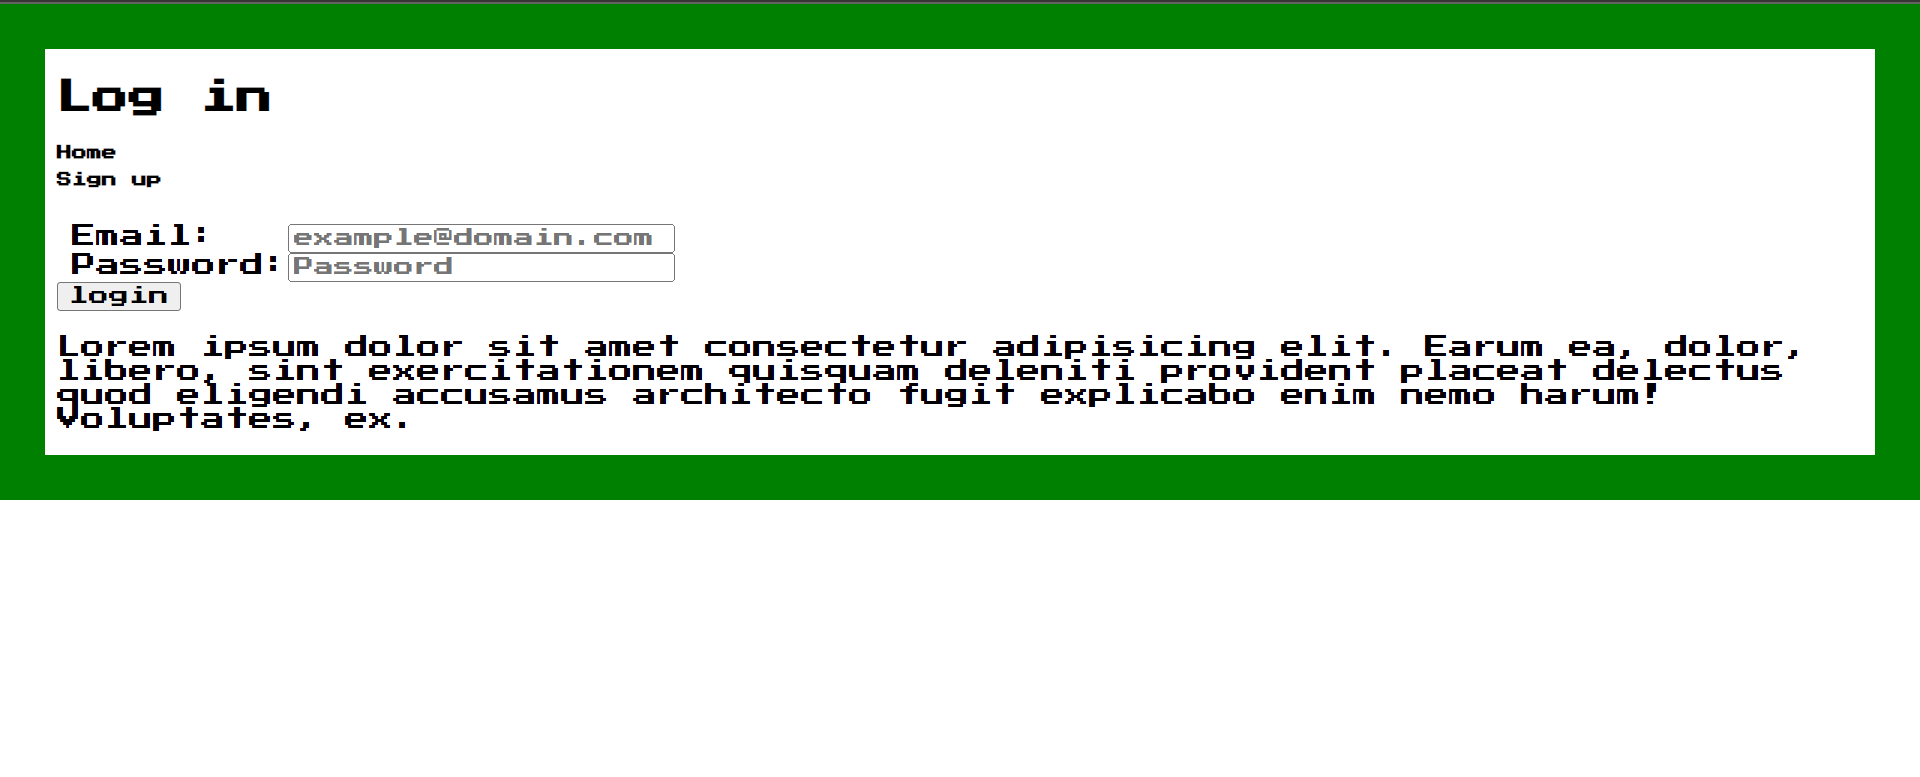 Log in
Home
Sign up
Email: example@domain.com
Password: Password
login
Lorem ipsum dolor sit amet consectetur adipisicing elit. Earum ea, dolor,
libero, sint exercitationem quisquam deleniti provident placeat delectus
quod eligendi accusamus architecto fugit explicabo enim nemo harum!
Voluptates, ex.